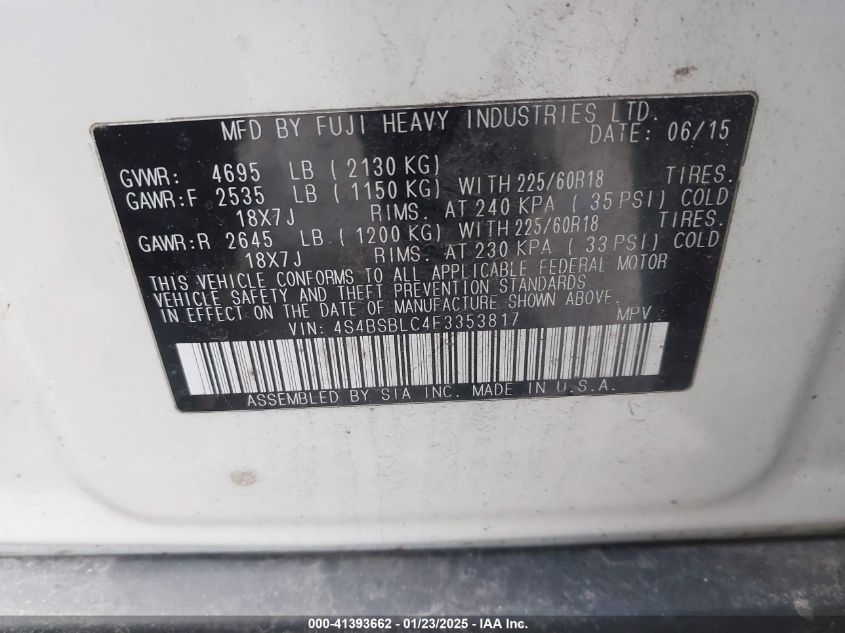 MFD BY FUJI HEAVY INDUSTRIES LTD.
DATE: 06/15
GVWR: 4695 LB ( 2130 KG)
GAWR:F 2535 LB ( 1150 KG) WITH 225/60R18 TIRES.
18X7J RIMS. AT 240 KPA ( 35 PSI) COLD
GAWR:R 2645 LB ( 1200 KG) WITH 225/60R18 TIRES.
18X7J RIMS. AT 230 KPA ( 33 PSI) COLD
THIS VEHICLE CONFORMS TO ALL APPLICABLE FEDERAL MOTOR
VEHICLE SAFETY AND THEFT PREVENTION STANDARDS
IN EFFECT ON THE DATE OF MANUFACTURE SHOWN ABOVE.
VIN: 4S4BSBLC4F3353817 MPV
ASSEMBLED BY SIA INC. MADE IN U.S.A.
000-41393662 - 01/23/2025 - IAA Inc.